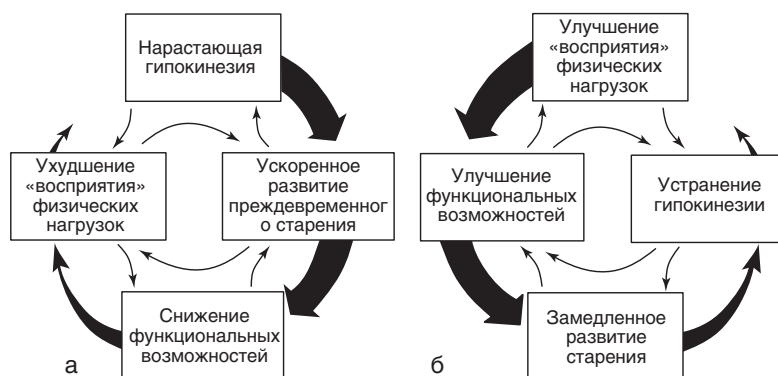 Нарастающая
гипокинезия
Ухудшение
«восприятия»
физических
нагрузок
Ускоренное
развитие
преждевременног
о старения
Снижение
функциональных
возможностей
а
Улучшение
«восприятия»
физических
нагрузок
Улучшение
функциональных
возможностей
Устранение
гипокинезии
Замедленное
развитие
старения
б